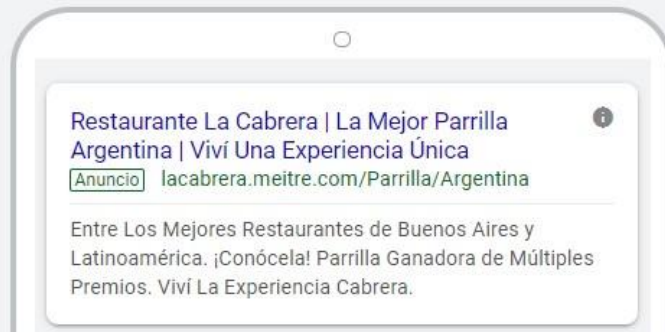 Restaurante La Cabrera | La Mejor Parrilla
Argentina | Viví Una Experiencia Única
Anuncio lacabrera.meitre.com/Parrilla/Argentina
Entre Los Mejores Restaurantes de Buenos Aires y
Latinoamérica. ¡Conócela! Parrilla Ganadora de Múltiples
Premios. Viví La Experiencia Cabrera.